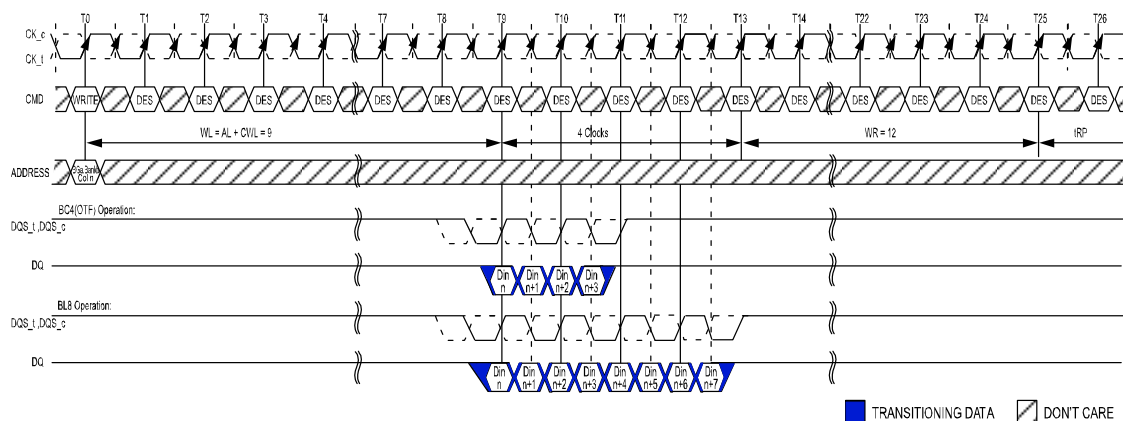 T0 T1 T2 T3 T4 T7 T8 T9 T10 T11 T12 T13 T14 T22 T23 T24 T25 T26
CK_c
CK_t
CMD WRITE DES DES DES DES DES DES DES DES DES DES DES DES DES DES DES DES DES
WL = AL + CWL = 9 4 Clocks WR = 12 tRP
ADDRESS BGa,Bank
Col n
BC4(OTF) Operation:
DQS_t ,DQS_c
DQ Din n Din n+1 Din n+2 Din n+3
BL8 Operation:
DQS_t ,DQS_c
DQ Din n Din n+1 Din n+2 Din n+3 Din n+4 Din n+5 Din n+6 Din n+7
TRANSITIONING DATA DON'T CARE